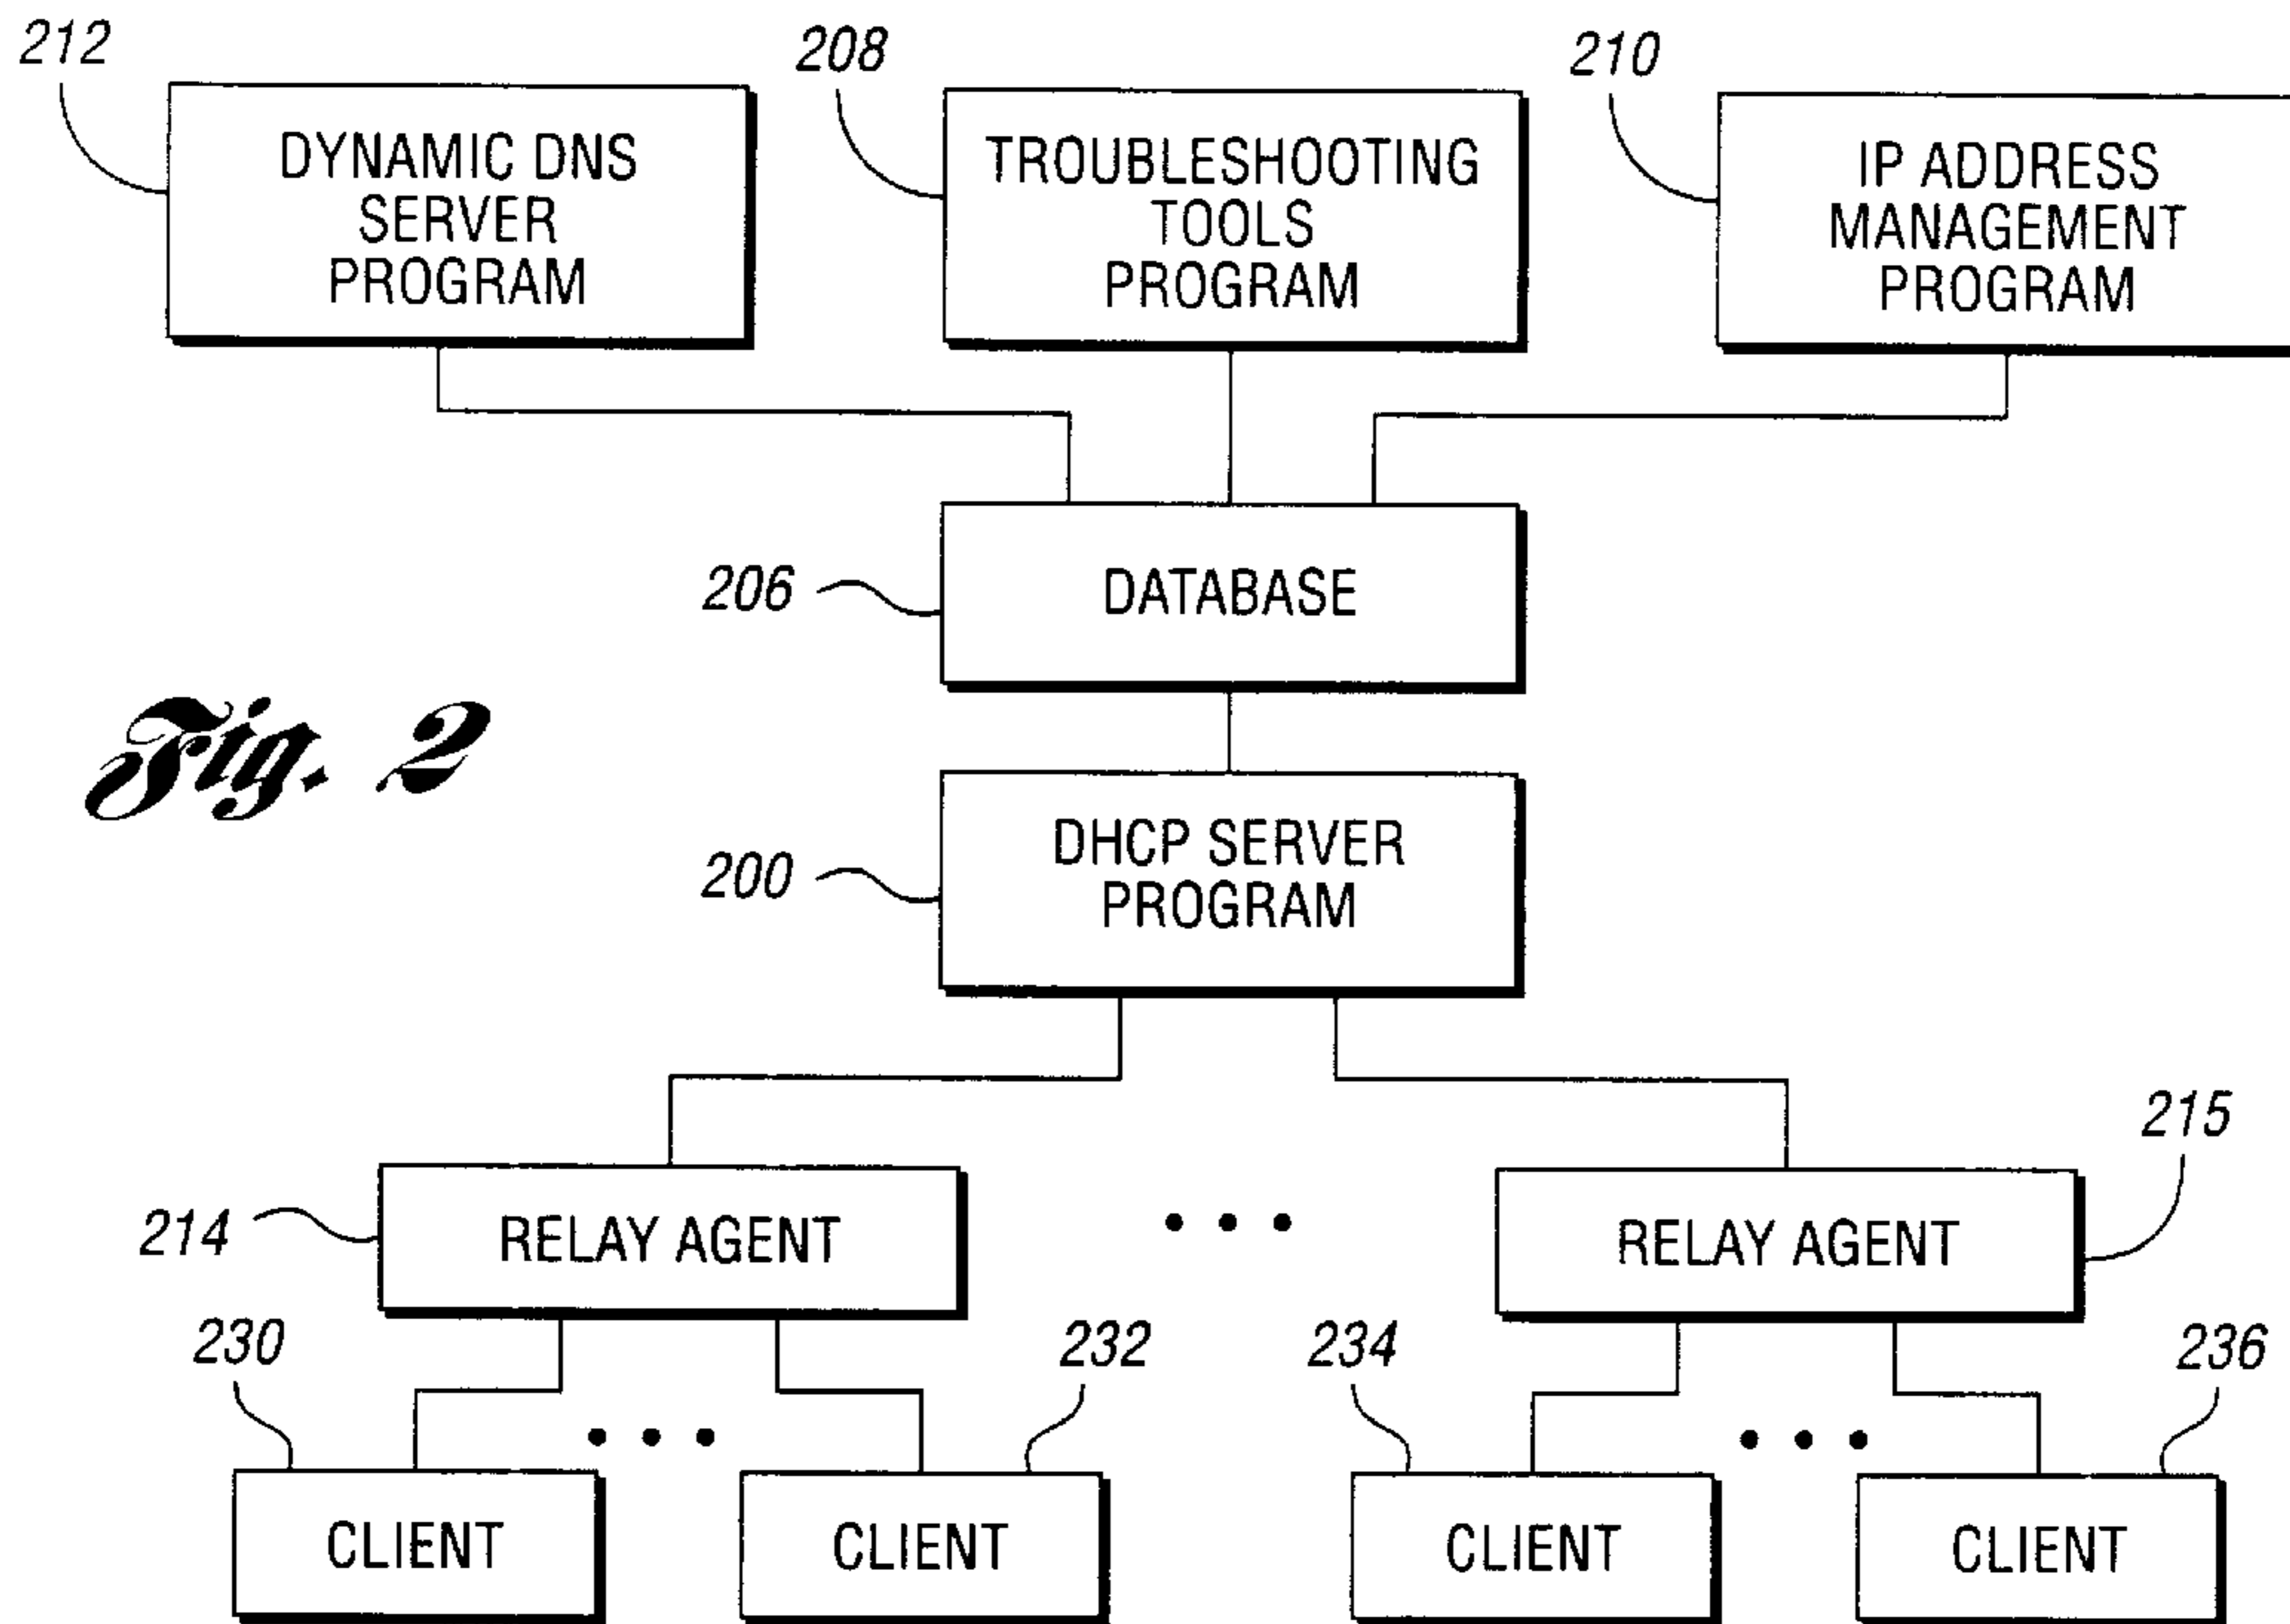 212
208
210
DYNAMIC DNS
SERVER
PROGRAM
TROUBLESHOOTING
TOOLS
PROGRAM
IP ADDRESS
MANAGEMENT
PROGRAM
206
DATABASE
Fig. 2
200
DHCP SERVER
PROGRAM
215
214
RELAY AGENT
RELAY AGENT
230
232
234
236
CLIENT
CLIENT
CLIENT
CLIENT